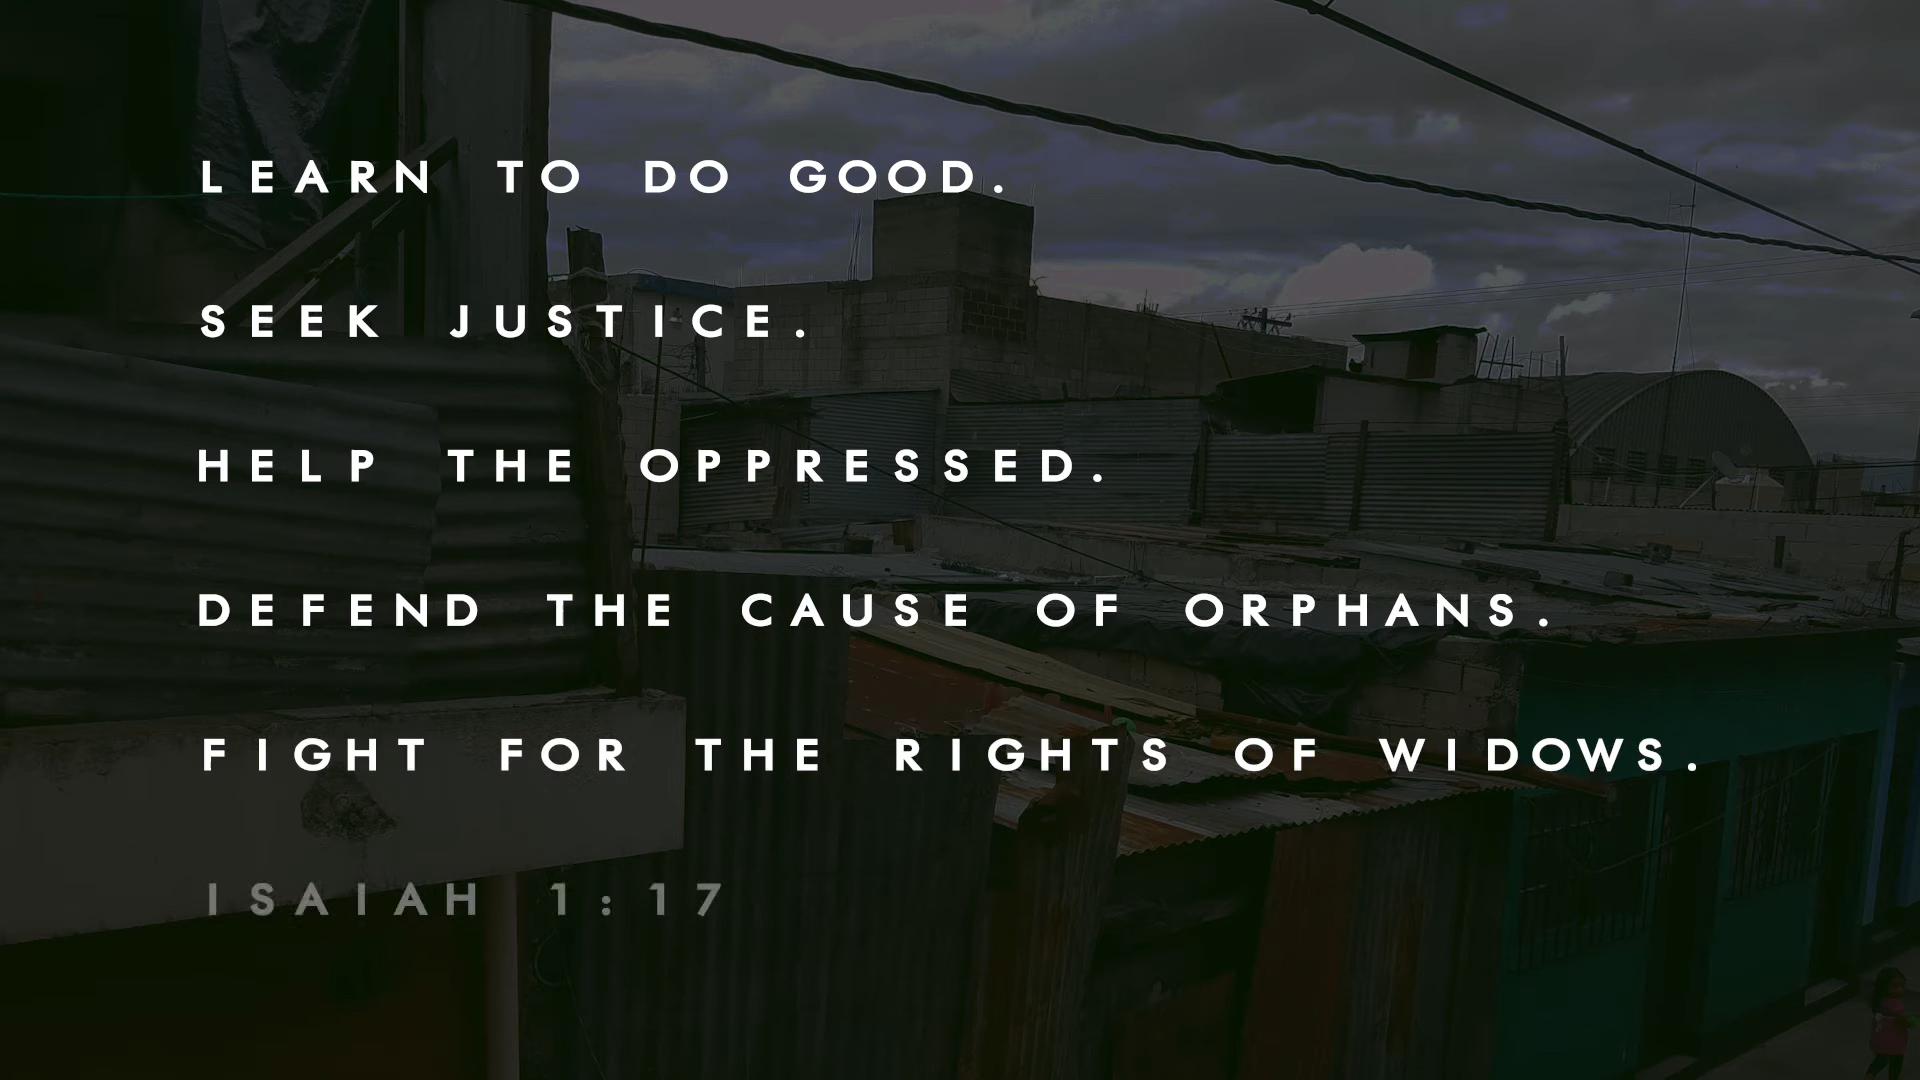 LEARN TO DO GOOD.
SEEK JUSTICE.
HELP THE OPPRESSED.
DEFEND THE CAUSE OF ORPHANS.
FIGHT FOR THE RIGHTS OF WIDOWS.
ISAIAH 1:17